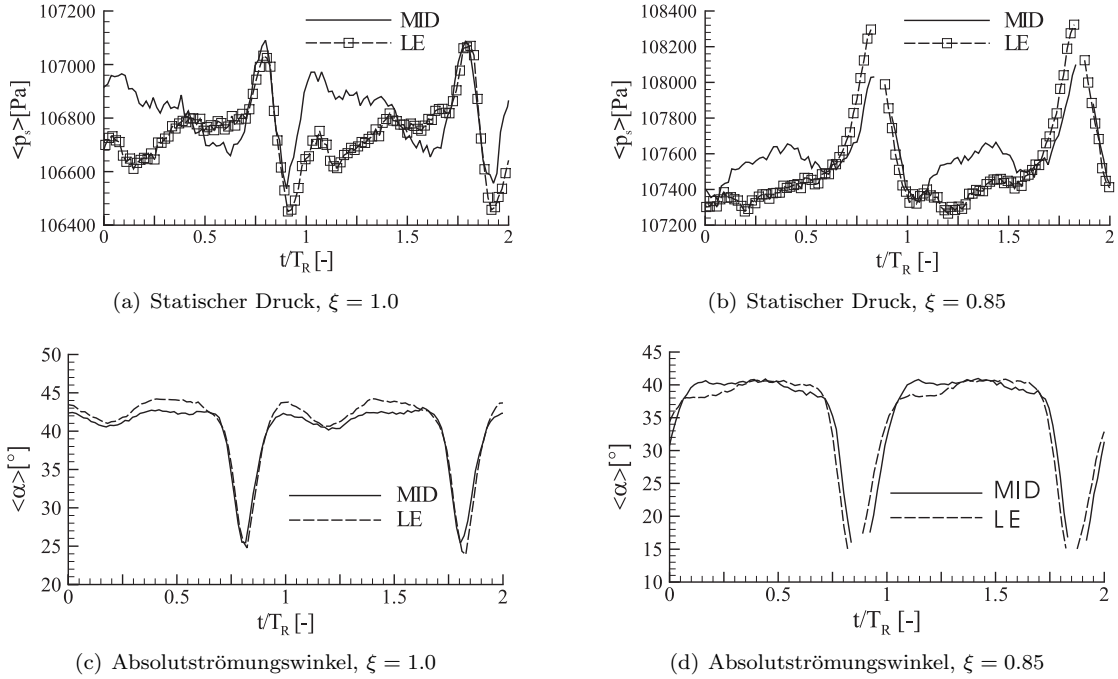 107200
107000
106800
106600
106400
<p_s>[Pa]
MID
LE
0
0.5
1
1.5
2
t/T_R [-]
(a) Statischer Druck, ξ = 1.0
108400
108200
108000
107800
107600
107400
107200
<p_s>[Pa]
MID
LE
0
0.5
1
1.5
2
t/T_R [-]
(b) Statischer Druck, ξ = 0.85
50
45
40
35
30
25
20
<α>[°]
MID
LE
0
0.5
1
1.5
2
t/T_R [-]
(c) Absolutströmungswinkel, ξ = 1.0
45
40
35
30
25
20
15
10
<α>[°]
MID
LE
0
0.5
1
1.5
2
t/T_R [-]
(d) Absolutströmungswinkel, ξ = 0.85